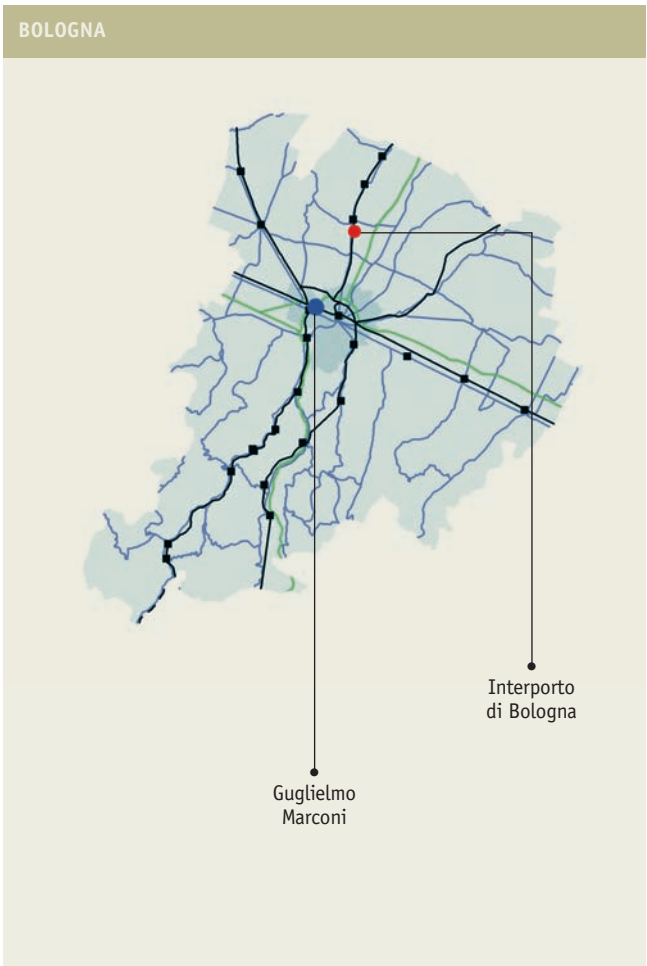 BOLOGNA
Interporto
di Bologna
Guglielmo
Marconi